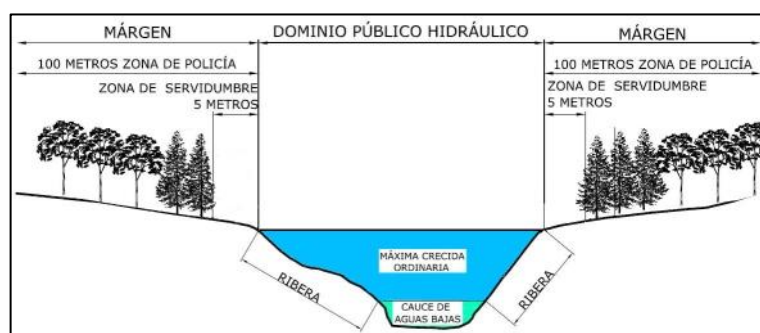 MÁRGEN
DOMINIO PÚBLICO HIDRÁULICO
MÁRGEN
100 METROS ZONA DE POLICÍA
100 METROS ZONA DE POLICÍA
ZONA DE SERVIDUMBRE
5 METROS
ZONA DE SERVIDUMBRE
5 METROS
MÁXIMA CRECIDA
ORDINARIA
RIBERA
RIBERA
CAUCE DE
AGUAS BAJAS